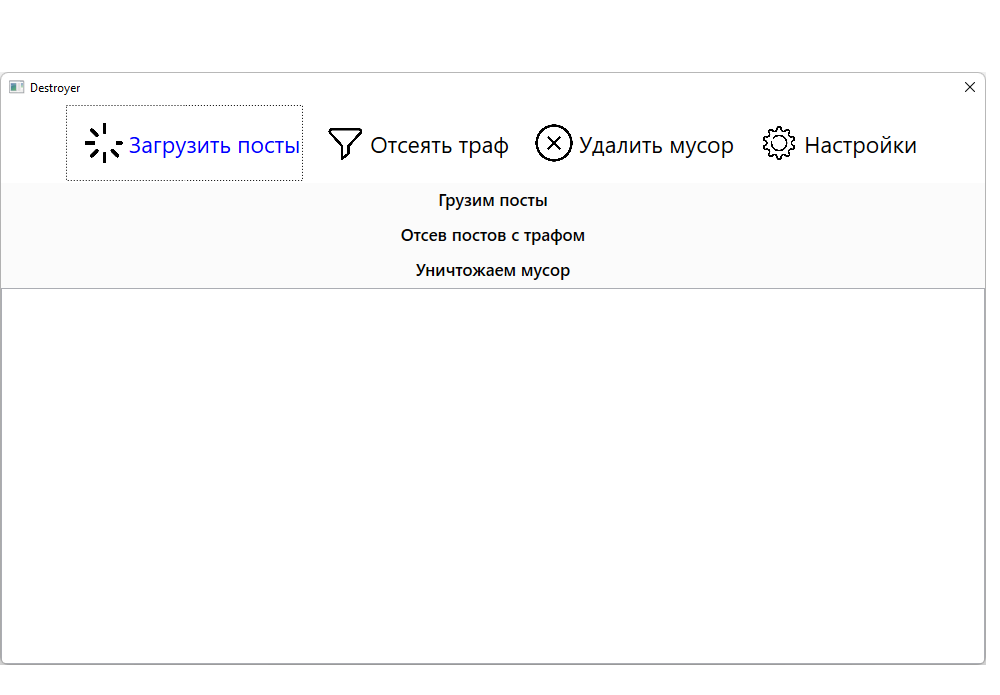 Destroyer
Загрузить посты Отсеять траф Удалить мусор Настройки
Грузим посты
Отсев постов с трафом
Уничтожаем мусор